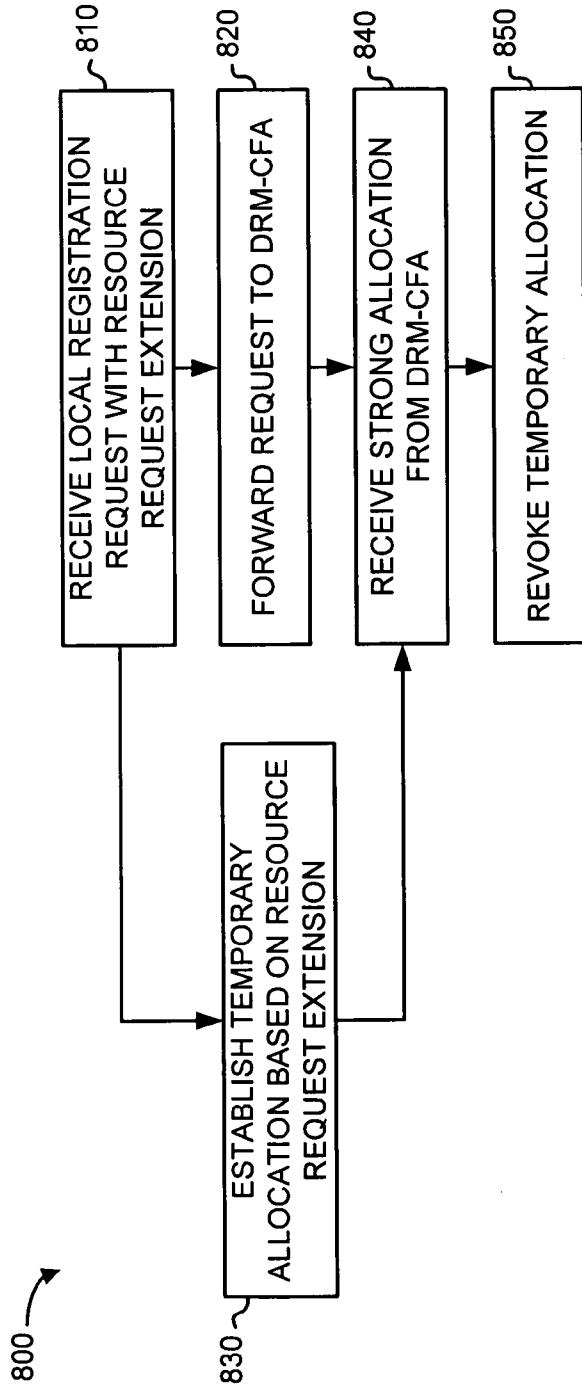 800
RECEIVE LOCAL REGISTRATION
REQUEST WITH RESOURCE
REQUEST EXTENSION
810
FORWARD REQUEST TO DRM-CFA
820
ESTABLISH TEMPORARY
ALLOCATION BASED ON RESOURCE
REQUEST EXTENSION
830
RECEIVE STRONG ALLOCATION
FROM DRM-CFA
840
REVOKE TEMPORARY ALLOCATION
850